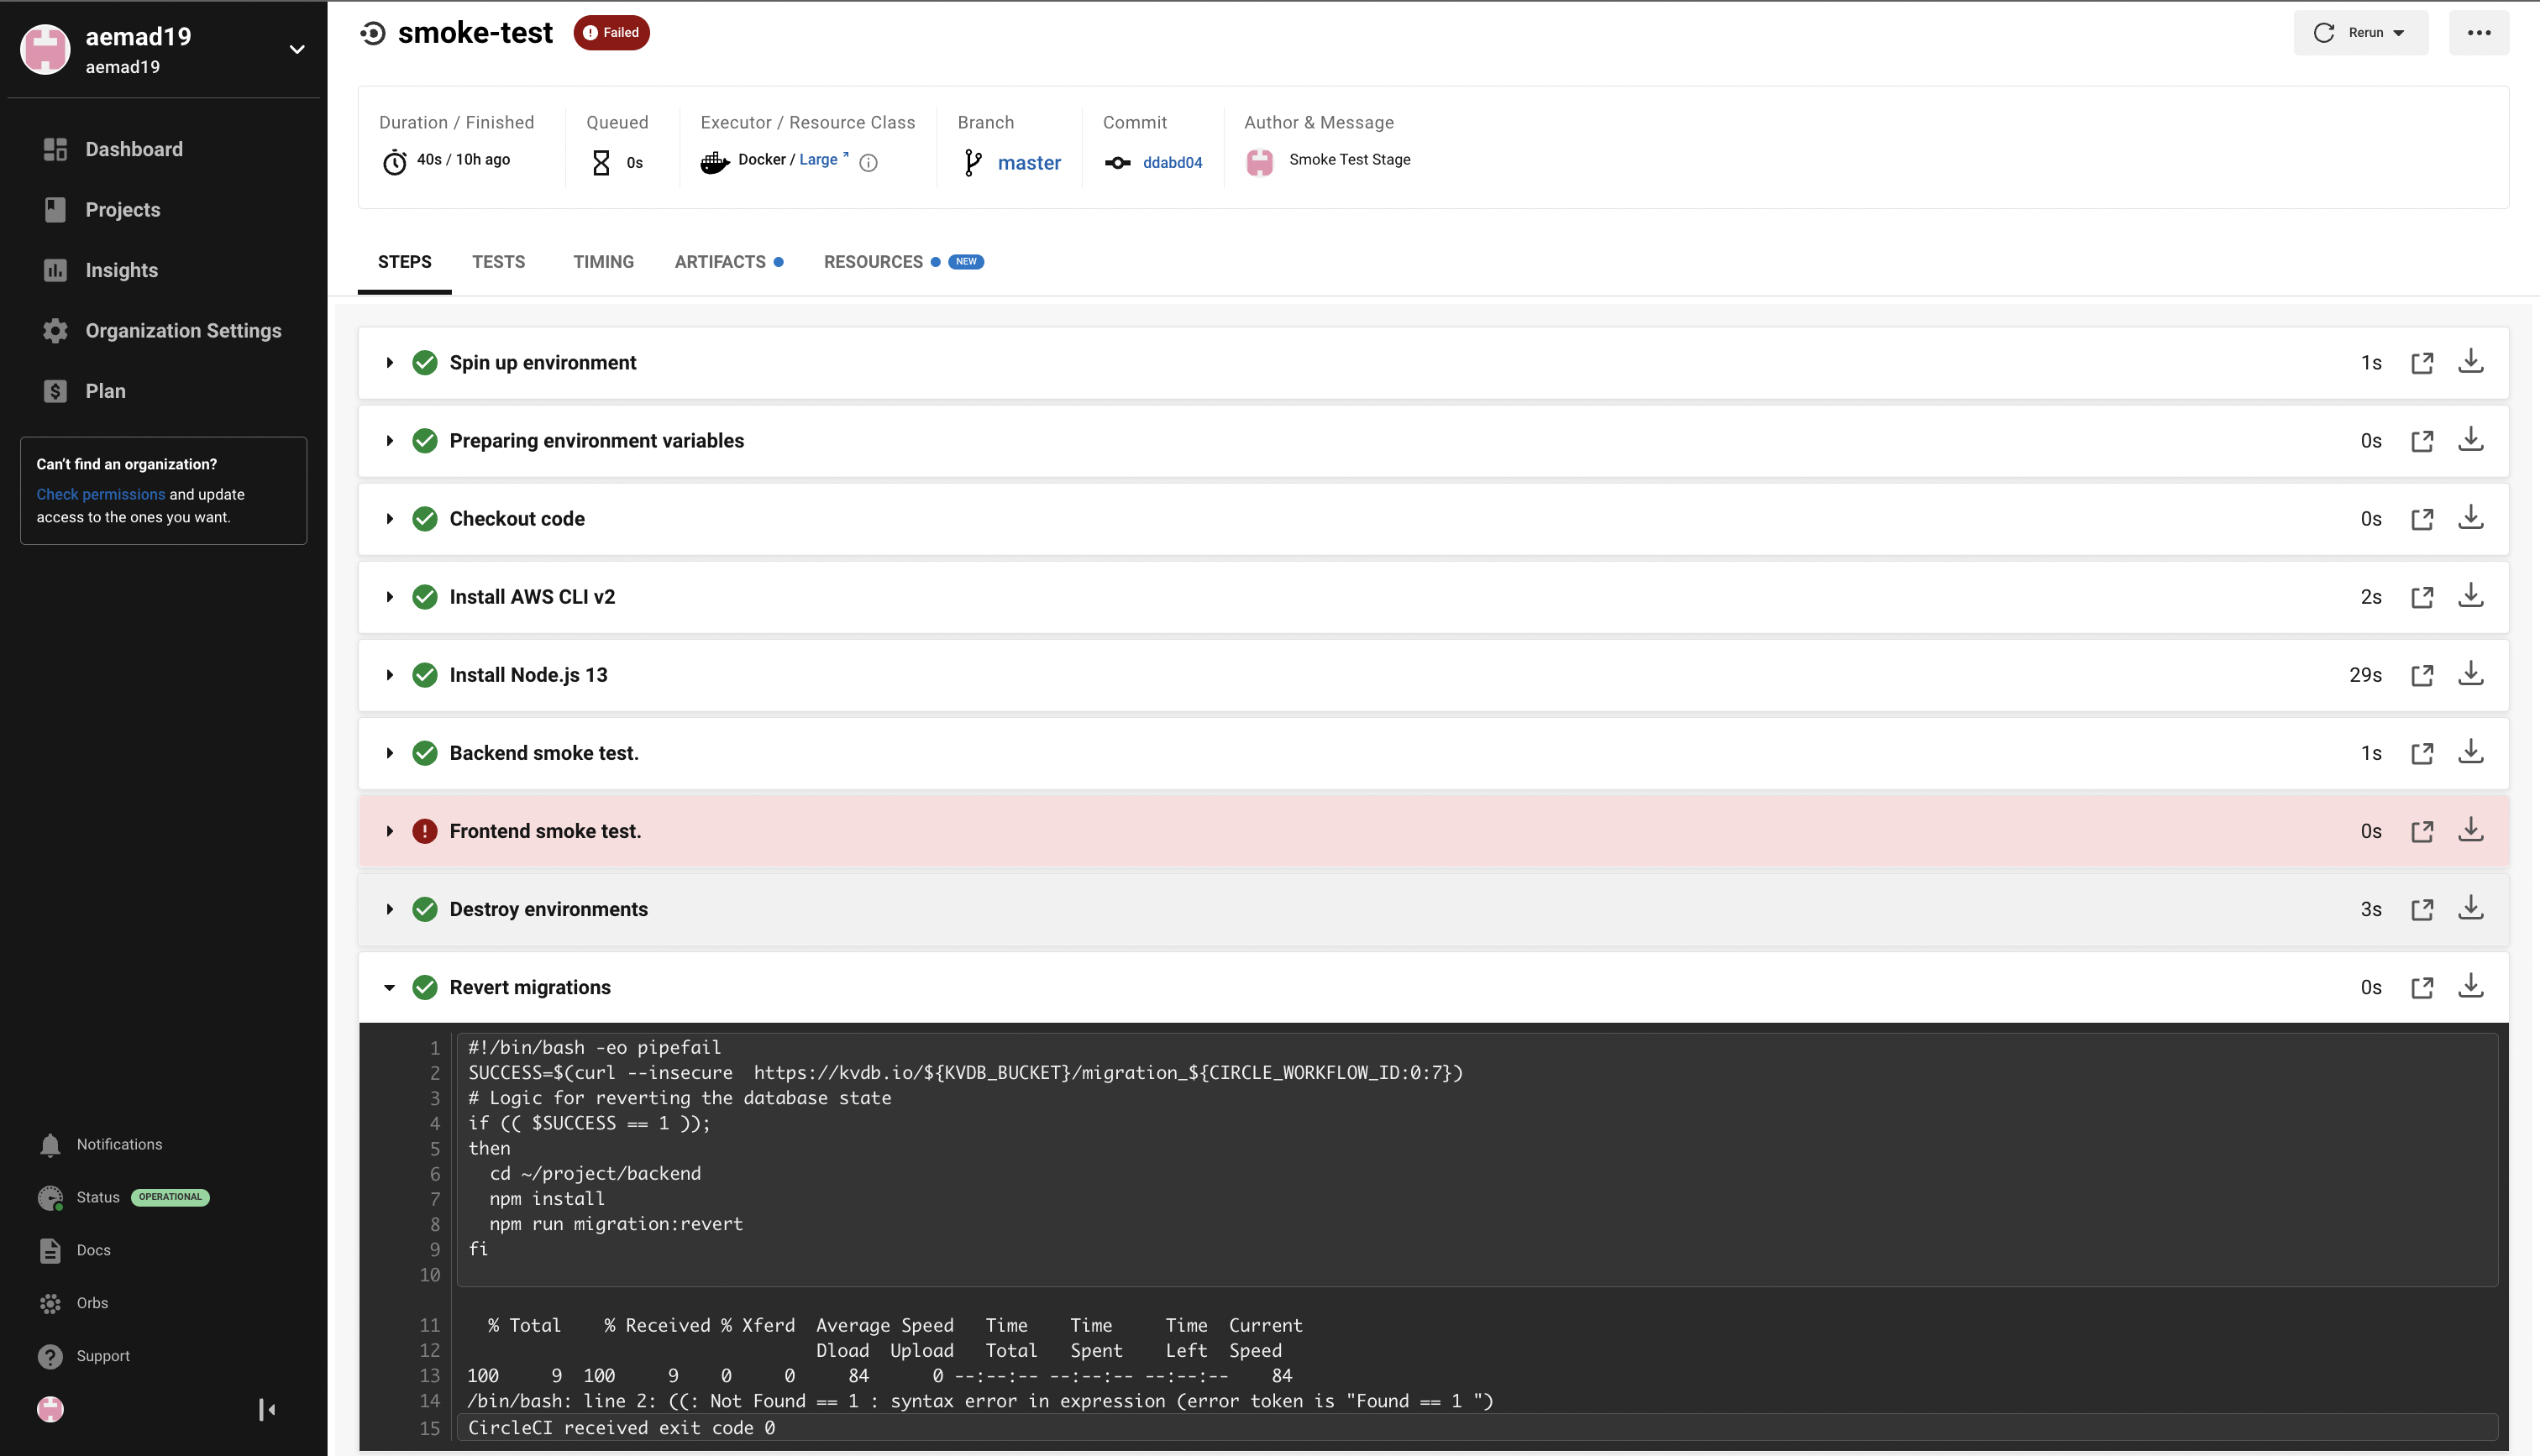 aemad19
aemad19
Dashboard
Projects
Insights
Organization Settings
Plan
Can't find an organization?
Check permissions and update
access to the ones you want.
Notifications
Status OPERATIONAL
Docs
Orbs
Support
smoke-test Failed
Rerun
Duration / Finished
40s / 10h ago
Queued
0s
Executor / Resource Class
Docker / Large
Branch
master
Commit
ddabd04
Author & Message
Smoke Test Stage
STEPS TESTS TIMING ARTIFACTS RESOURCES NEW
Spin up environment 1s
Preparing environment variables 0s
Checkout code 0s
Install AWS CLI v2 2s
Install Node.js 13 29s
Backend smoke test. 1s
Frontend smoke test. 0s
Destroy environments 3s
Revert migrations 0s
1 #!/bin/bash -eo pipefail
2 SUCCESS=$(curl --insecure  https://kvdb.io/${KVDB_BUCKET}/migration_${CIRCLE_WORKFLOW_ID:0:7})
3 # Logic for reverting the database state
4 if (( $SUCCESS == 1 ));
5 then
6   cd ~/project/backend
7   npm install
8   npm run migration:revert
9 fi
10
11   % Total    % Received % Xferd  Average Speed   Time    Time     Time  Current
12                                  Dload  Upload   Total   Spent    Left  Speed
13 100     9  100     9    0     0     84      0 --:--:-- --:--:-- --:--:--    84
14 /bin/bash: line 2: ((: Not Found == 1 : syntax error in expression (error token is "Found == 1 ")
15 CircleCI received exit code 0